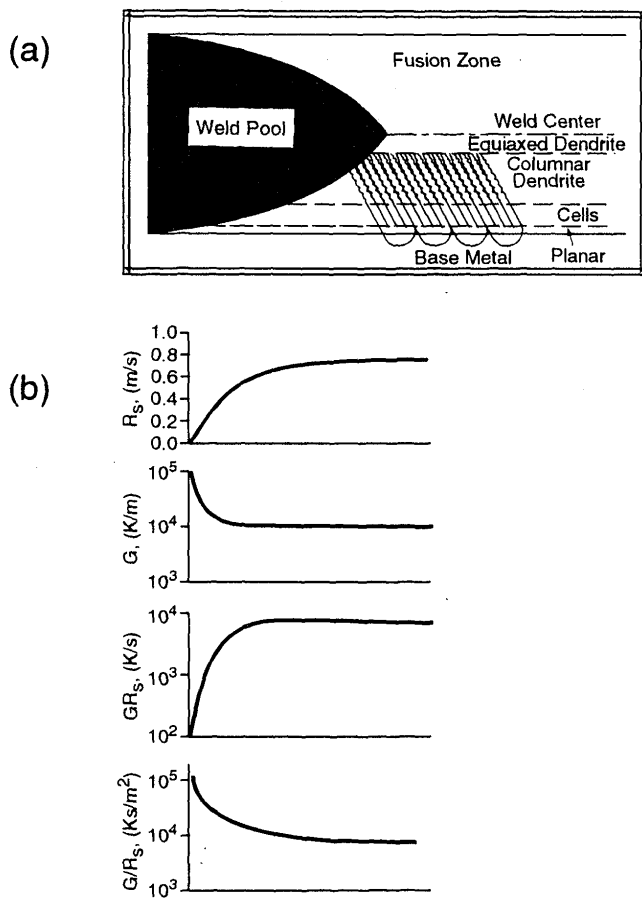 (a)
Fusion Zone
Weld Pool
Weld Center
Equiaxed Dendrite
Columnar
Dendrite
Cells
Base Metal
Planar
(b)
R_s, (m/s)
1.0
0.8
0.6
0.4
0.2
0.0
G, (K/m)
10^5
10^4
10^3
GR_s, (K/s)
10^4
10^3
10^2
G/R_s, (Ks/m^2)
10^5
10^4
10^3